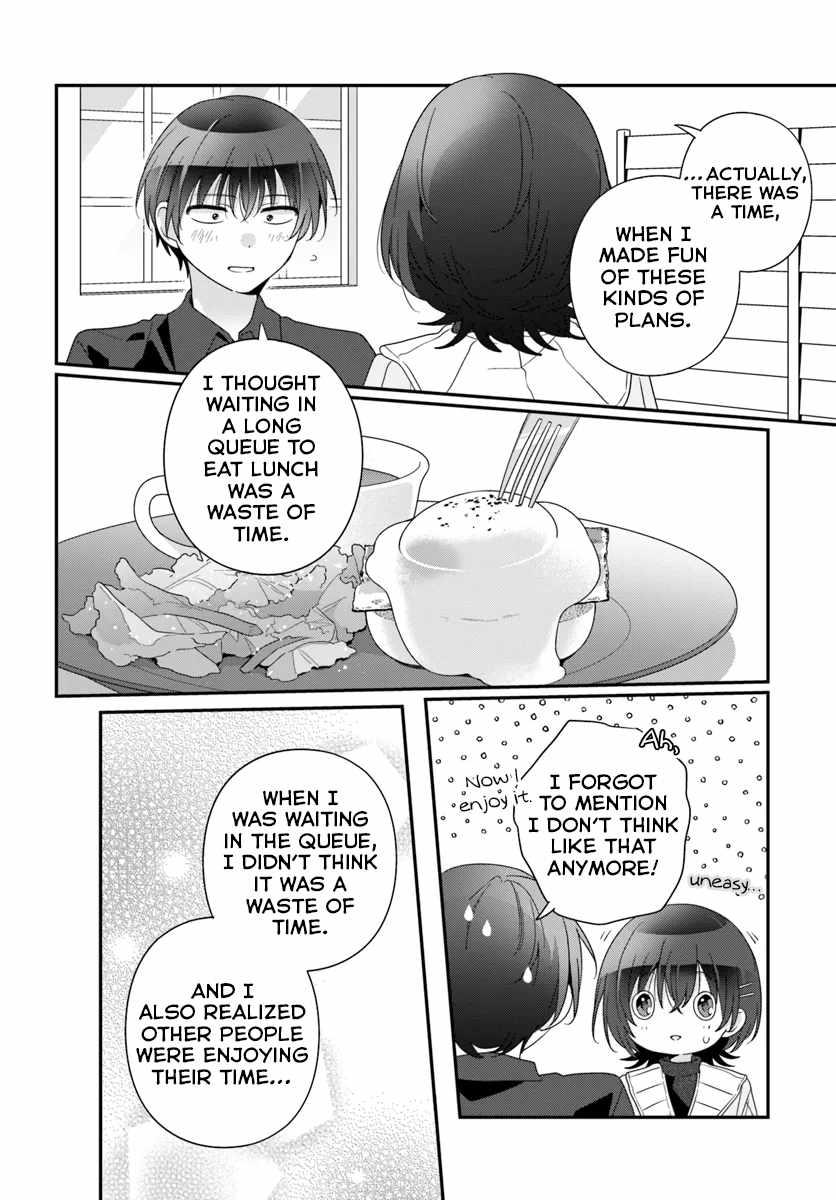 ...ACTUALLY,
THERE WAS
A TIME,
WHEN I
MADE FUN
OF THESE
KINDS OF
PLANS.
I THOUGHT
WAITING IN
A LONG
QUEUE TO
EAT LUNCH
WAS A
WASTE OF
TIME.
Ah,
I FORGOT
TO MENTION
I DON'T THINK
LIKE THAT
ANYMORE!
Now I
enjoy it.
uneasy...
WHEN I
WAS WAITING
IN THE QUEUE,
I DIDN'T THINK
IT WAS A
WASTE OF
TIME.
AND I
ALSO REALIZED
OTHER PEOPLE
WERE ENJOYING
THEIR TIME...